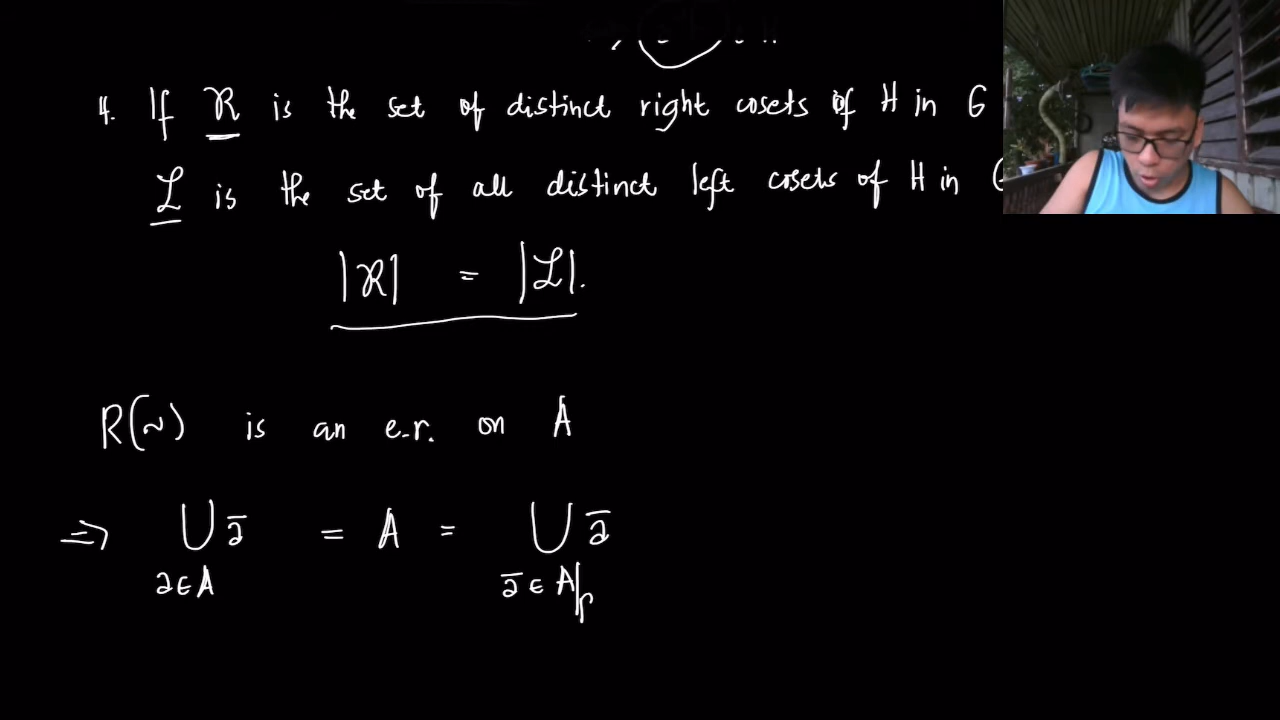 4. If ℛ is the set of distinct right cosets of H in G
ℒ is the set of all distinct left cosets of H in G
|ℛ| = |ℒ|.
R(~) is an e.r. on A
⇒ ⋃ ā = A = ⋃ ā
a∈A ā ∈ A/